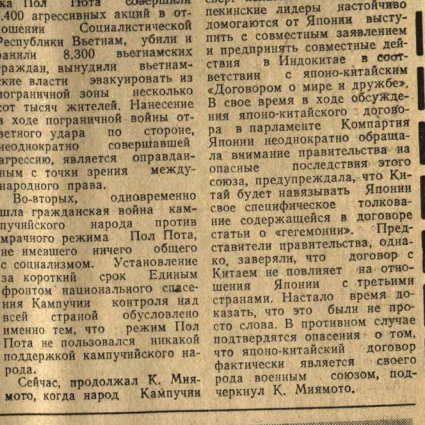 ка Пол Пота совершили
3.400 агрессивных акций в от-
ношении Социалистической
Республики Вьетнам, убили и
ранили 8.300 вьетнамских
граждан, вынудили вьетнам-
ские власти эвакуировать из
пограничной зоны несколько
сот тысяч жителей. Нанесение
в ходе пограничной войны от-
ветного удара по стороне,
неоднократно совершавшей
агрессию, является оправдан-
ным с точки зрения между-
народного права.
Во-вторых, одновременно
шла гражданская война кам-
пучийского народа против
мрачного режима Пол Пота,
не имевшего ничего общего
с социализмом. Установление
за короткий срок Единым
фронтом национального спасе-
ния Кампучии контроля над
всей страной обусловлено
именно тем, что режим Пол
Пота не пользовался никакой
поддержкой кампучийского на-
рода.
Сейчас, продолжал К. Мия-
мото, когда народ Кампучии
пекинские лидеры настойчиво
домогаются от Японии высту-
пить с совместным заявлением
и предпринять совместные дей-
ствия в Индокитае в соот-
ветствии с японо-китайским
«Договором о мире и дружбе».
В свое время в ходе обсужде-
ния японо-китайского догово-
ра в парламенте Компартия
Японии неоднократно обраща-
ла внимание правительства на
опасные последствия этого
союза, предупреждала, что Ки-
тай будет навязывать Японии
свое специфическое толкова-
ние содержащейся в договоре
статьи о «гегемонии». Пред-
ставители правительства, одна-
ко, заверяли, что договор с
Китаем не повлияет на отно-
шения Японии с третьими
странами. Настало время до-
казать, что это были не про-
сто слова. В противном случае
подтвердятся опасения о том,
что японо-китайский договор
фактически является своего
рода военным союзом, под-
черкнул К. Миямото.